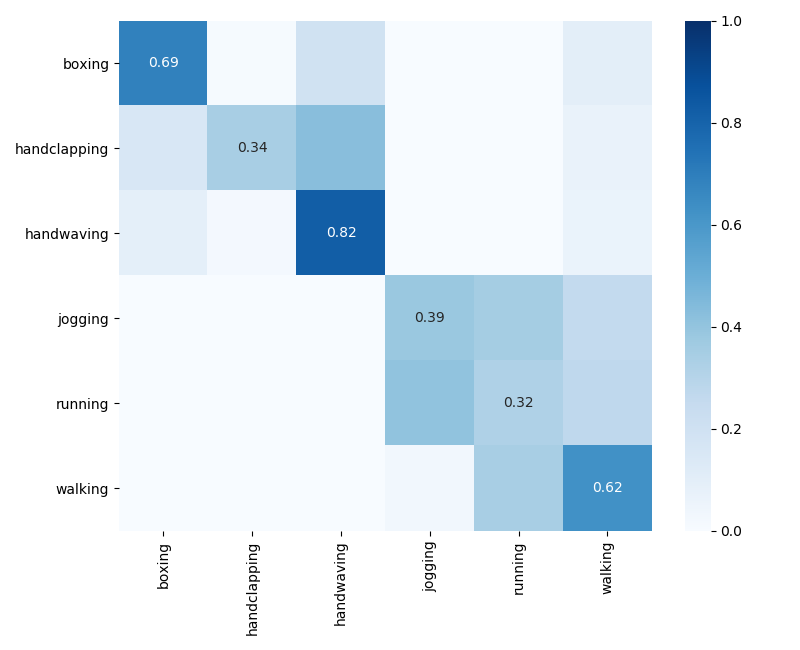 boxing
handclapping
handwaving
jogging
running
walking
0.69
0.34
0.82
0.39
0.32
0.62
boxing
handclapping
handwaving
jogging
running
walking
1.0
0.8
0.6
0.4
0.2
0.0